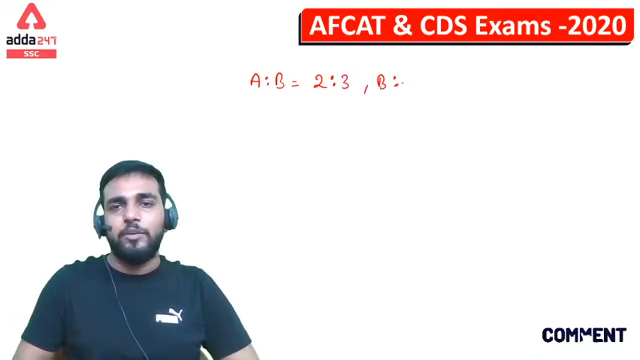 adda247
SSC
AFCAT & CDS Exams -2020
A:B = 2:3 , B:
PUMA
COMMENT